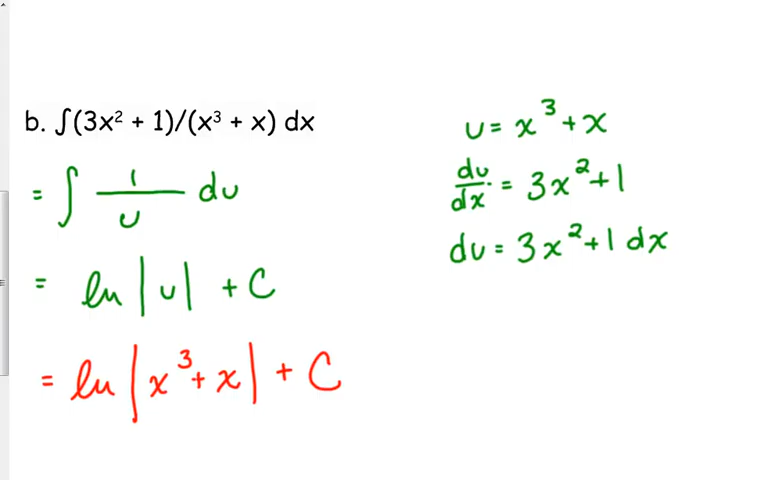 b. ∫(3x² + 1)/(x³ + x) dx
= ∫ 1/u du
= ln |u| + C
= ln |x³ + x| + C
u = x³ + x
du/dx = 3x² + 1
du = 3x² + 1 dx